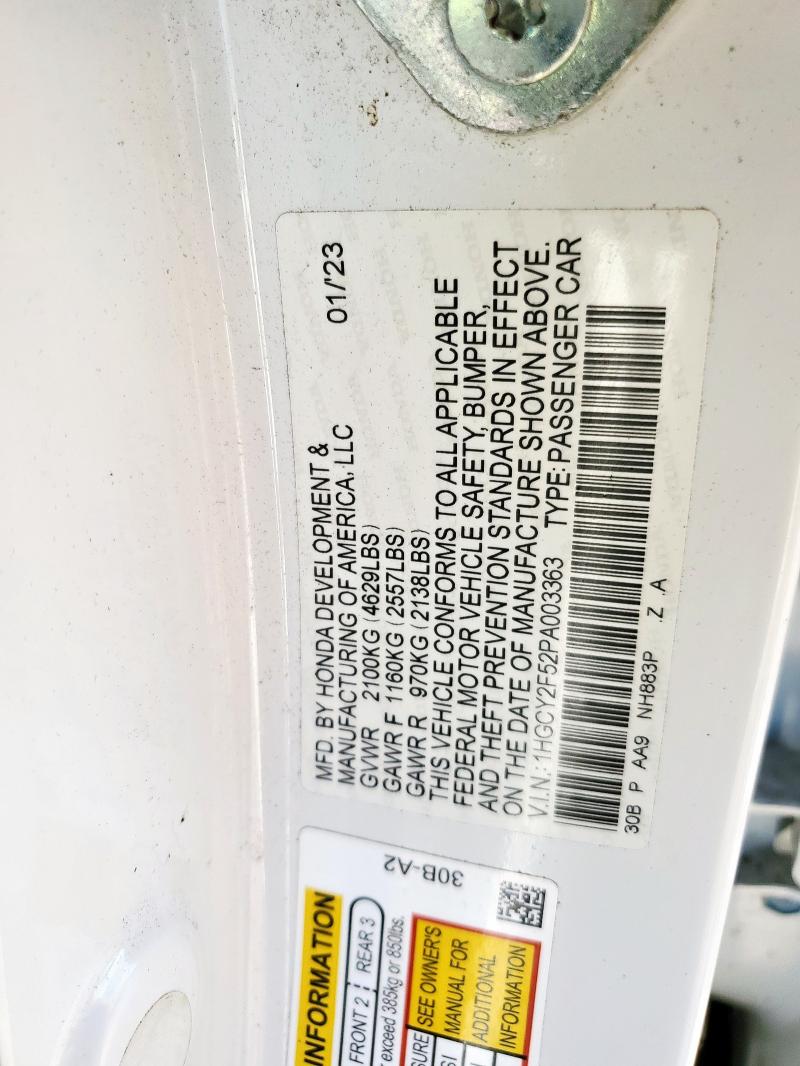 01/'23
MFD. BY HONDA DEVELOPMENT &
MANUFACTURING OF AMERICA, LLC
GVWR 2100KG (4629LBS)
GAWR F 1160KG (2557LBS)
GAWR R 970KG (2138LBS)
THIS VEHICLE CONFORMS TO ALL APPLICABLE
FEDERAL MOTOR VEHICLE SAFETY, BUMPER,
AND THEFT PREVENTION STANDARDS IN EFFECT
ON THE DATE OF MANUFACTURE SHOWN ABOVE.
V.I.N.: 1HGCY2F52PA003363 TYPE: PASSENGER CAR
30B P AA9 NH883P .Z .A
30B-A2
INFORMATION
FRONT 2 REAR 3
exceed 385kg or 850lbs.
SEE OWNER'S
MANUAL FOR
ADDITIONAL
INFORMATION